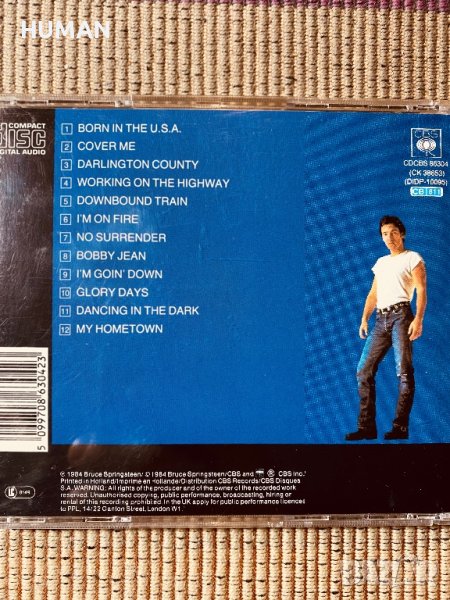 HUMAN
COMPACT
DISC
DIGITAL AUDIO
1 BORN IN THE U.S.A.
2 COVER ME
3 DARLINGTON COUNTY
4 WORKING ON THE HIGHWAY
5 DOWNBOUND TRAIN
6 I'M ON FIRE
7 NO SURRENDER
8 BOBBY JEAN
9 I'M GOIN' DOWN
10 GLORY DAYS
11 DANCING IN THE DARK
12 MY HOMETOWN
CBS
CDCBS 86304
(CK 38653)
(DIDP-10095)
CB 811
5 099708 630423
℗ 1984 Bruce Springsteen/ © 1984 Bruce Springsteen/CBS and ® CBS Inc./
Printed in Holland/Imprimé en Hollande/Distribution CBS Records/CBS Disques
S.A. WARNING: All rights of the producer and of the owner of the recorded work
reserved. Unauthorised copying, public performance, broadcasting, hiring or
rental of this recording prohibited. In the UK apply for public performance licences
to PPL, 14/22 Ganton Street, London W1.